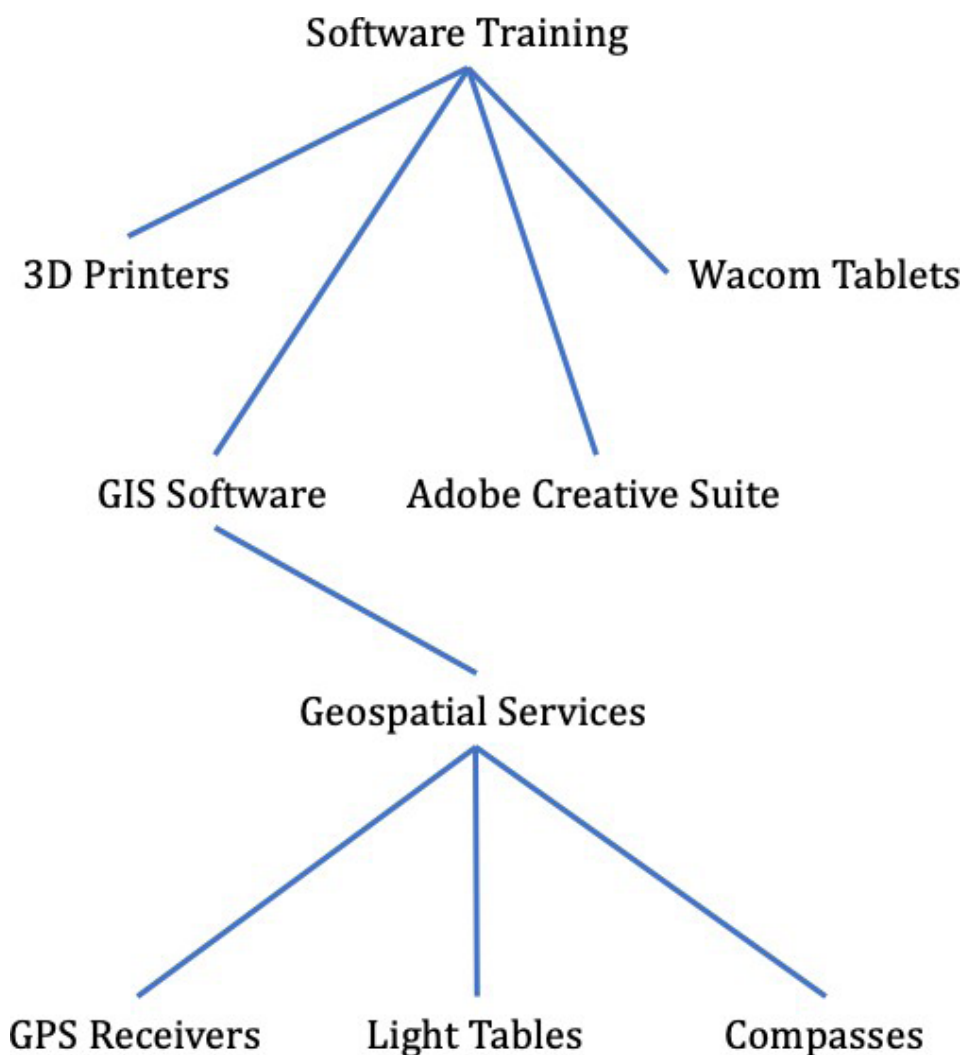 Software Training
3D Printers
Wacom Tablets
GIS Software
Adobe Creative Suite
Geospatial Services
GPS Receivers
Light Tables
Compasses